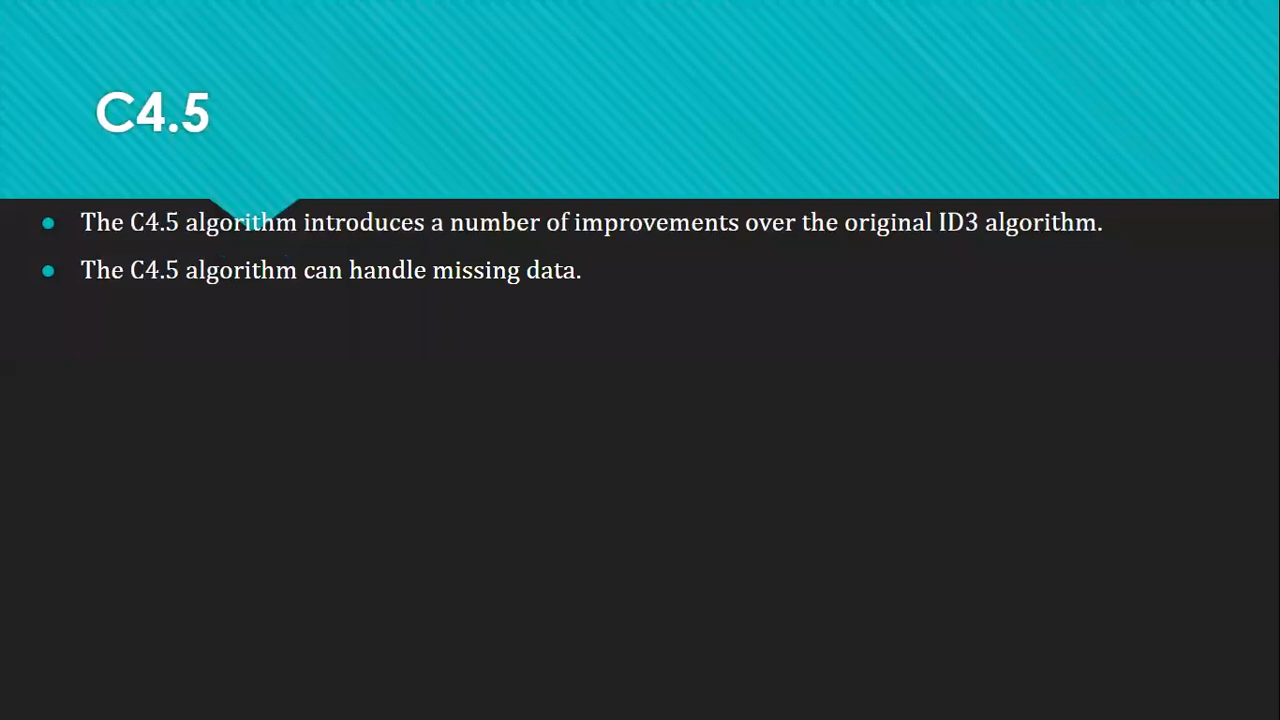 C4.5
The C4.5 algorithm introduces a number of improvements over the original ID3 algorithm.
The C4.5 algorithm can handle missing data.